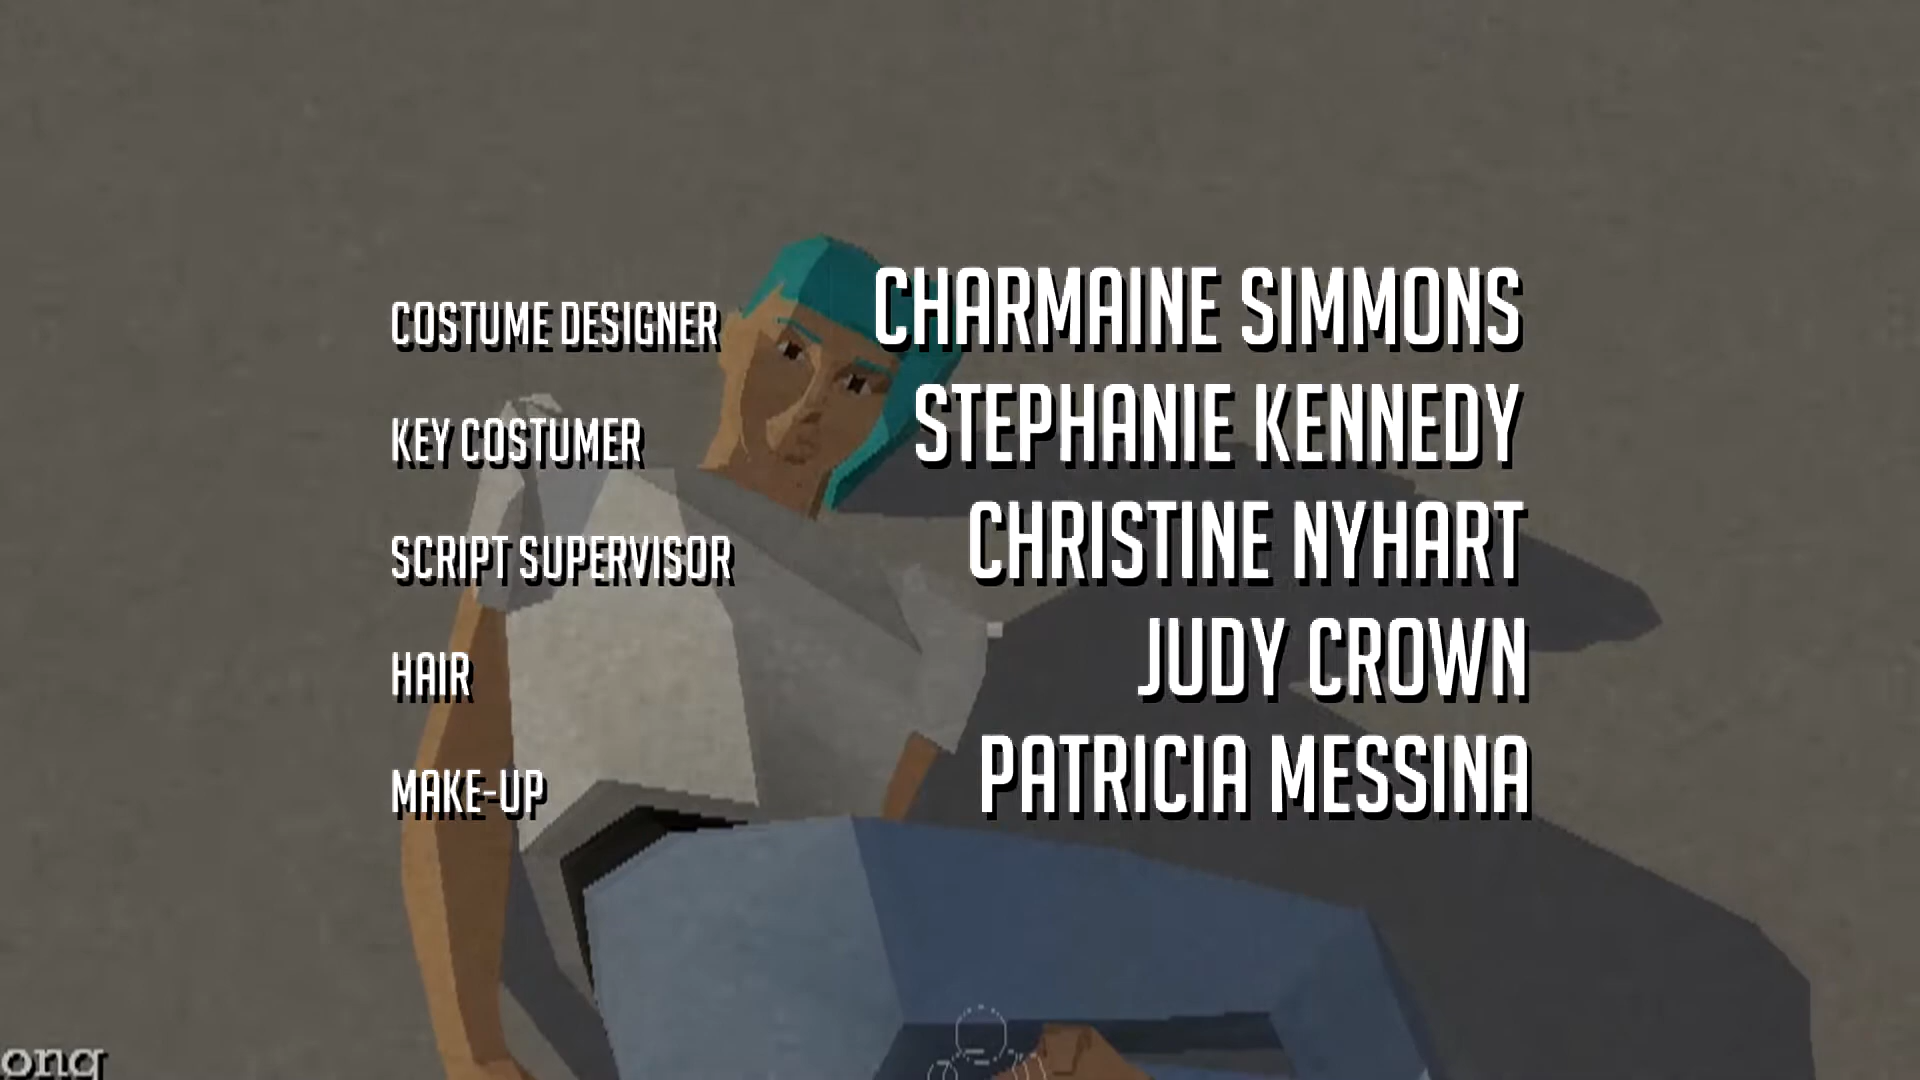 COSTUME DESIGNER CHARMAINE SIMMONS
KEY COSTUMER STEPHANIE KENNEDY
SCRIPT SUPERVISOR CHRISTINE NYHART
HAIR JUDY CROWN
MAKE-UP PATRICIA MESSINA
ong